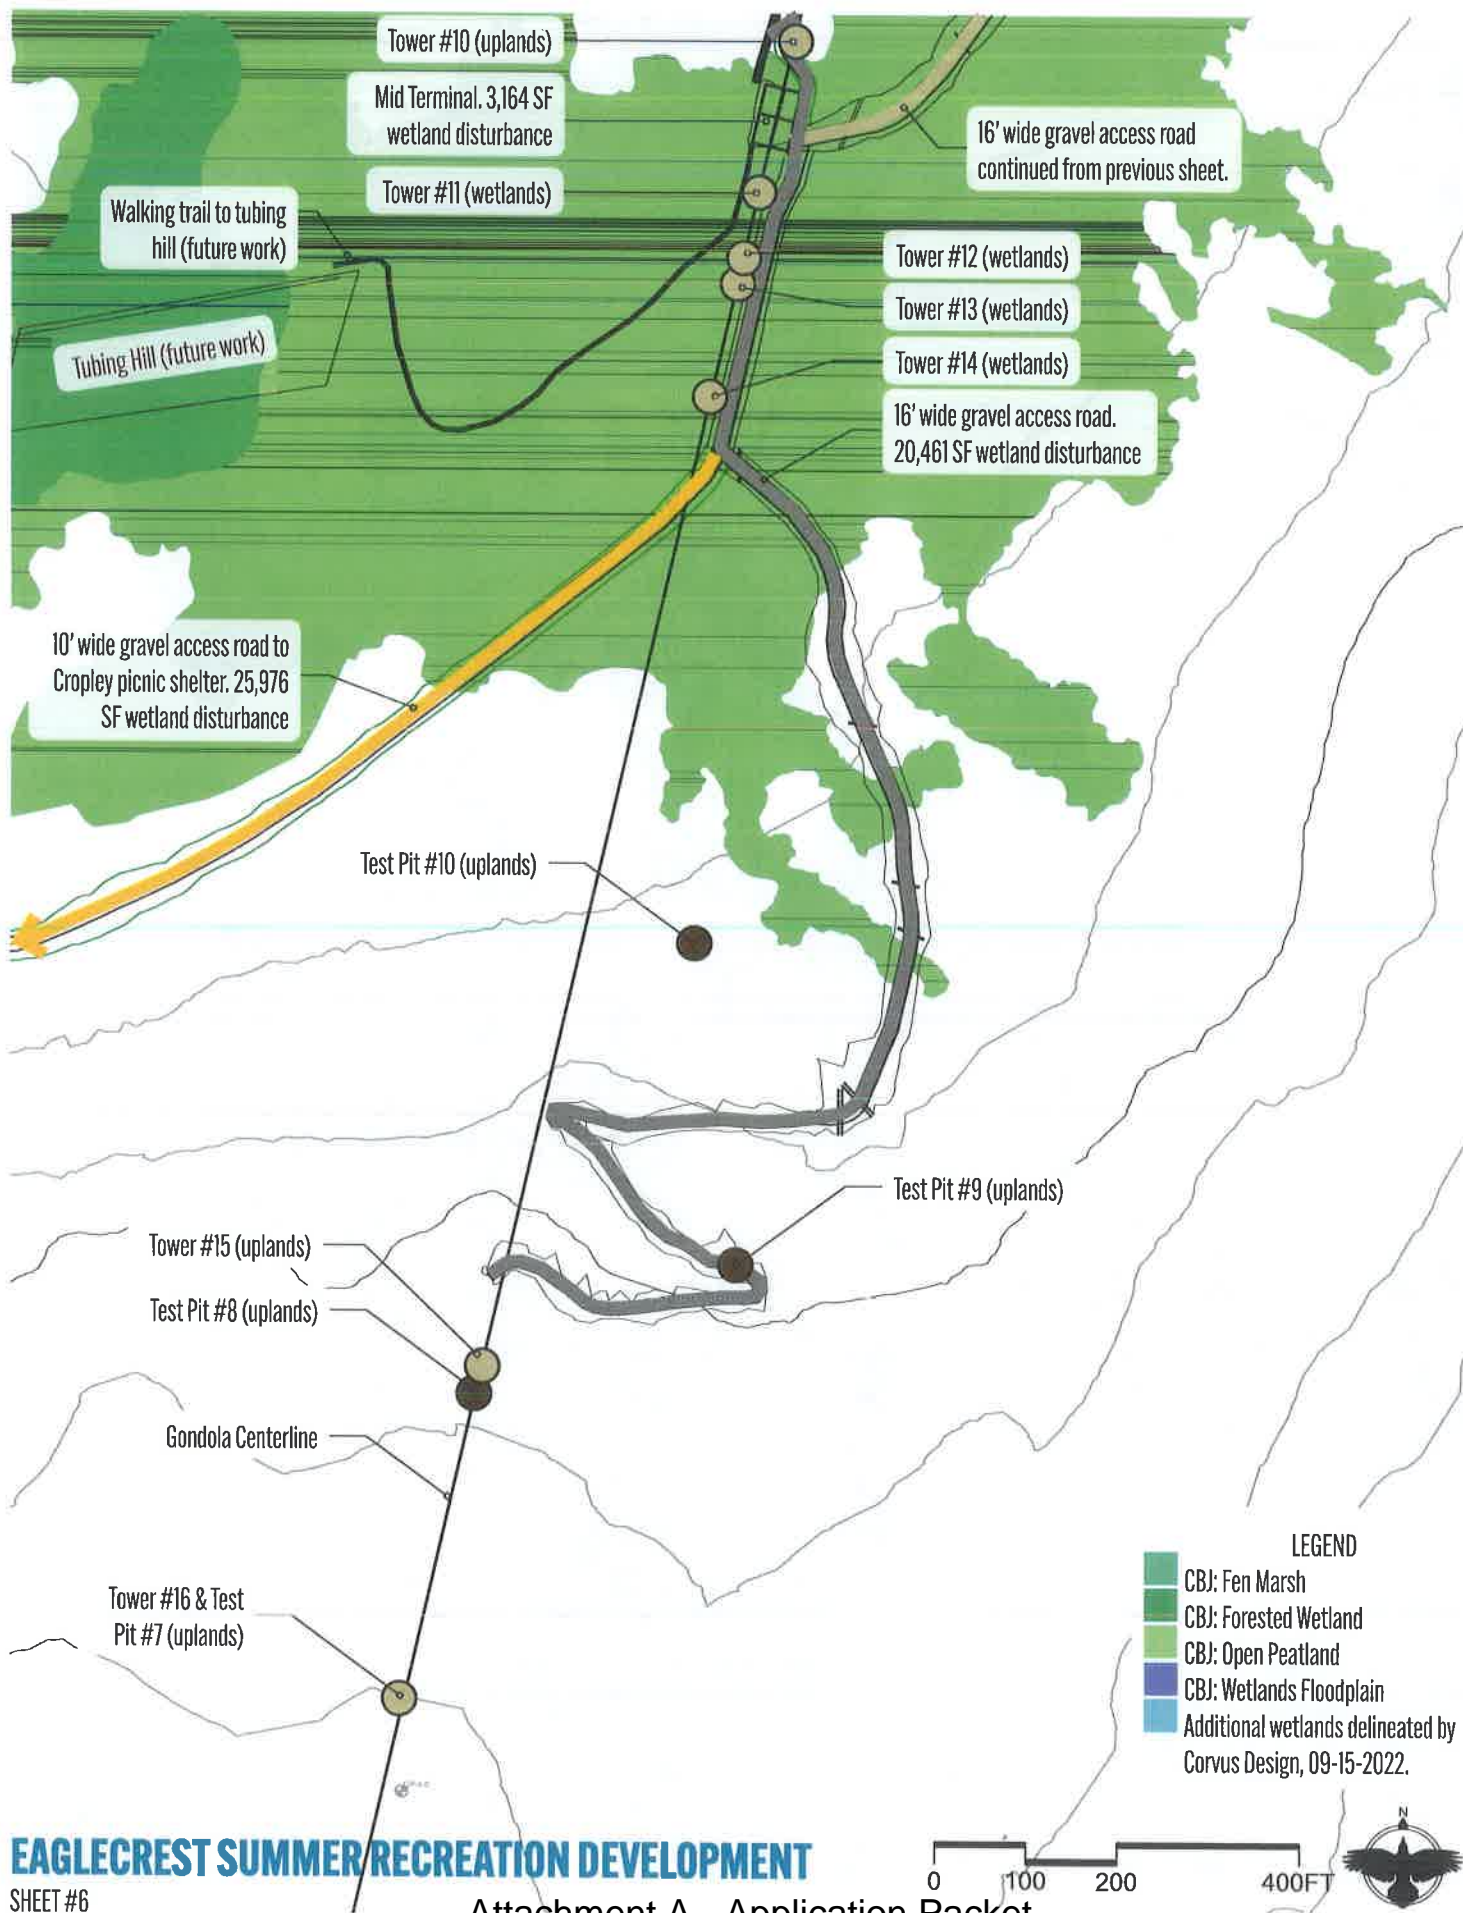 Tower #10 (uplands)
Mid Terminal. 3,164 SF
wetland disturbance
16' wide gravel access road
continued from previous sheet.
Tower #11 (wetlands)
Walking trail to tubing
hill (future work)
Tower #12 (wetlands)
Tower #13 (wetlands)
Tubing Hill (future work)
Tower #14 (wetlands)
16' wide gravel access road.
20,461 SF wetland disturbance
10' wide gravel access road to
Cropley picnic shelter. 25,976
SF wetland disturbance
Test Pit #10 (uplands)
Test Pit #9 (uplands)
Tower #15 (uplands)
Test Pit #8 (uplands)
Gondola Centerline
Tower #16 & Test
Pit #7 (uplands)
LEGEND
CBJ: Fen Marsh
CBJ: Forested Wetland
CBJ: Open Peatland
CBJ: Wetlands Floodplain
Additional wetlands delineated by
Corvus Design, 09-15-2022.
N
EAGLECREST SUMMER RECREATION DEVELOPMENT
0 100 200 400FT
SHEET #6
Attachment A - Application Packet